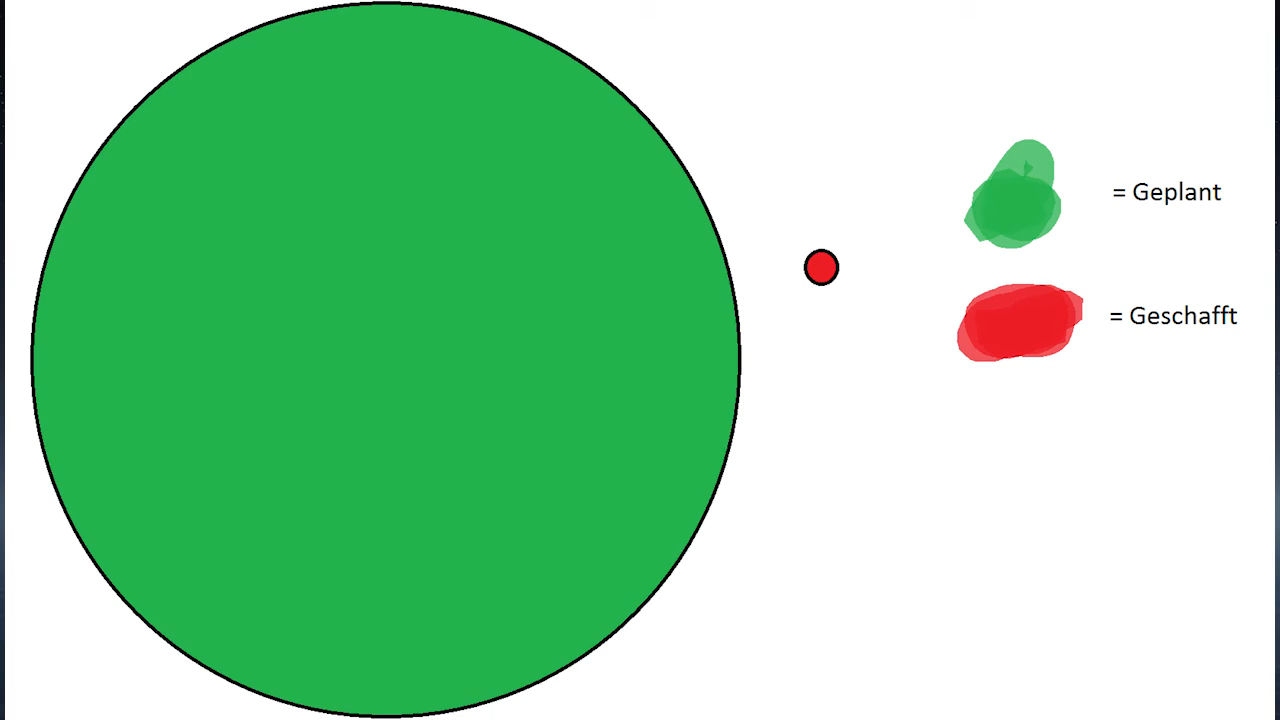 = Geplant
= Geschafft